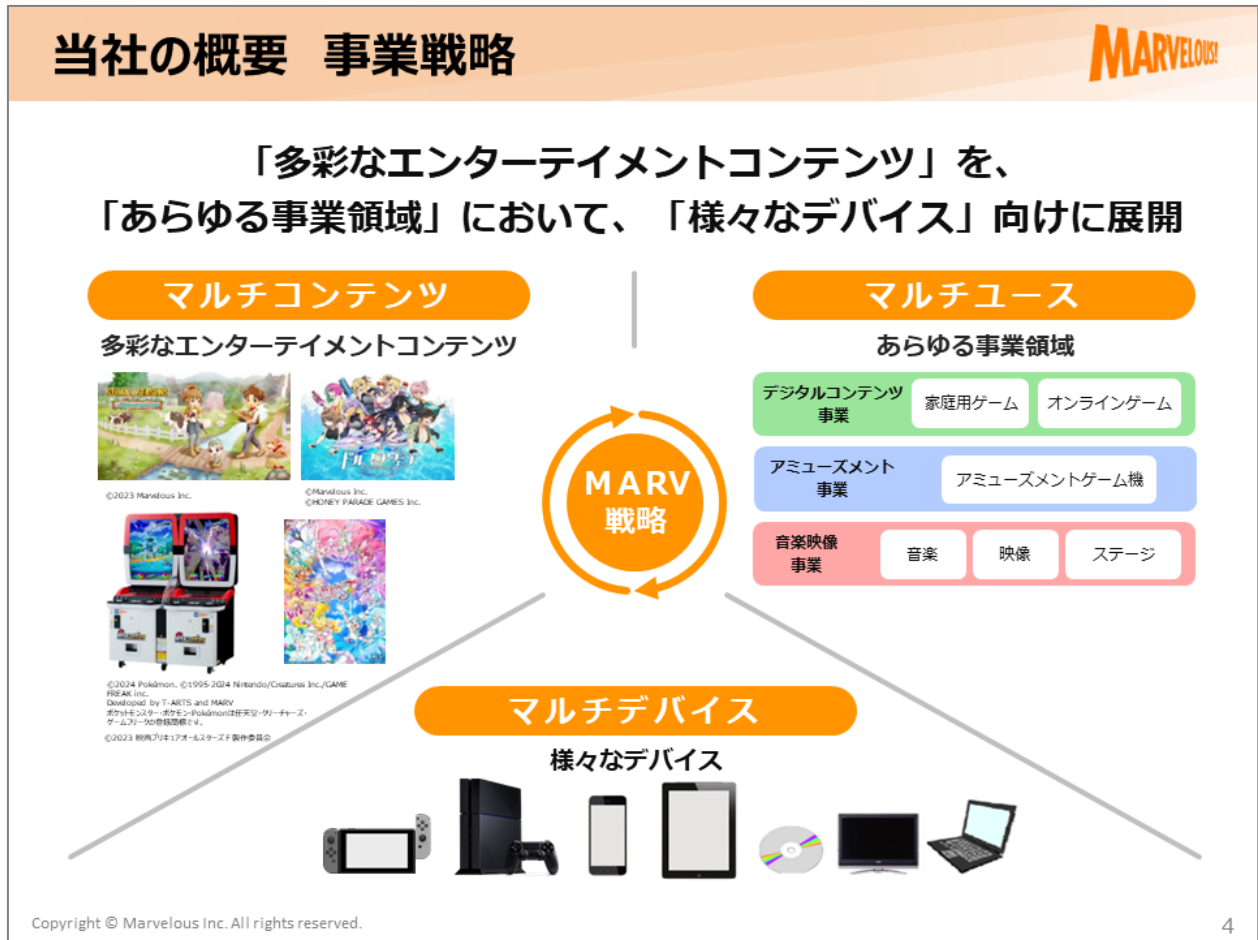 当社の概要 事業戦略
MARVELOUS!
「多彩なエンターテイメントコンテンツ」を、
「あらゆる事業領域」において、「様々なデバイス」向けに展開
マルチコンテンツ
多彩なエンターテイメントコンテンツ
STORY OF SEASONS
ドルフィンウェーブ
©2023 Marvelous Inc.
©Marvelous Inc.
©HONEY PARADE GAMES Inc.
©2024 Pokémon. ©1995-2024 Nintendo/Creatures Inc./GAME
FREAK inc.
Developed by T-ARTS and MARV
ポケットモンスター・ポケモン・Pokémonは任天堂・クリーチャーズ・
ゲームフリークの登録商標です。
©2023 映画プリキュアオールスターズF製作委員会
MARV
戦略
マルチユース
あらゆる事業領域
デジタルコンテンツ
事業
家庭用ゲーム
オンラインゲーム
アミューズメント
事業
アミューズメントゲーム機
音楽映像
事業
音楽
映像
ステージ
マルチデバイス
様々なデバイス
Copyright © Marvelous Inc. All rights reserved.
4